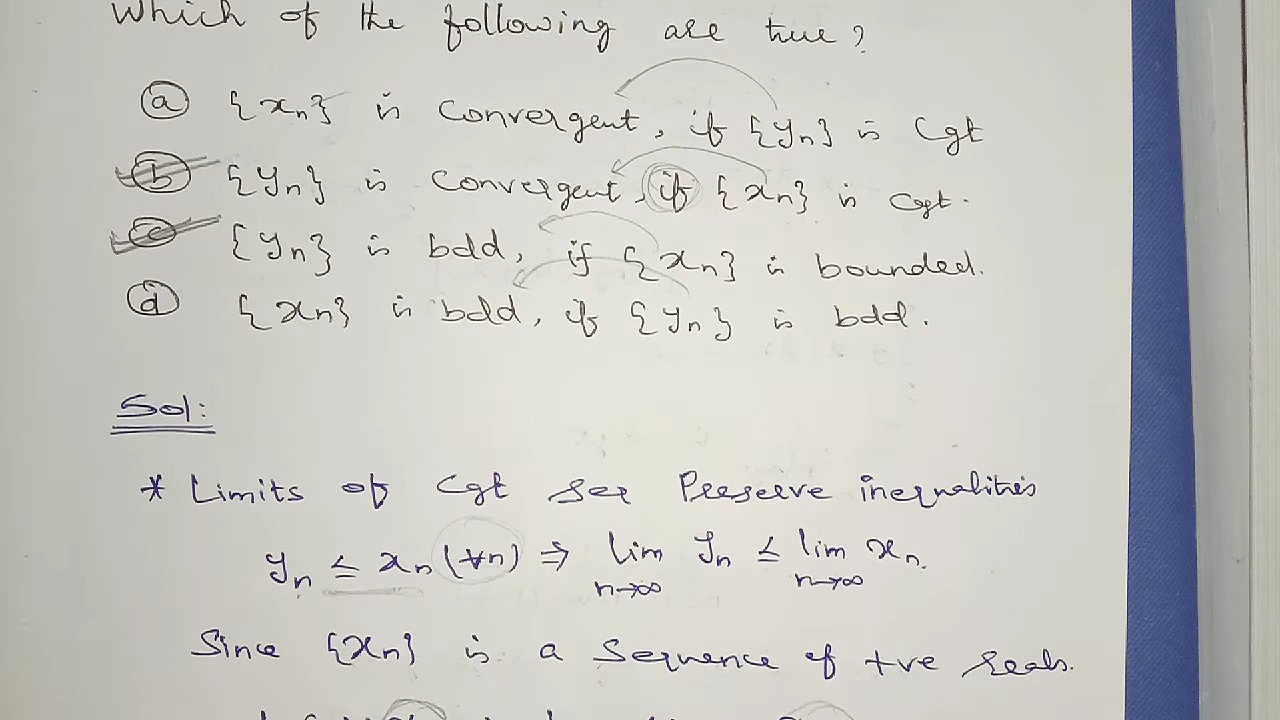 Which of the following are true?
ⓐ {xn} is convergent, if {yn} is Cgt
ⓑ {yn} is convergent, if {xn} is Cgt.
ⓒ {yn} is bdd, if {xn} is bounded.
ⓓ {xn} is bdd, if {yn} is bdd.
Sol:
* Limits of Cgt seq Preserve inequalities
yn ≤ xn (∀n) ⇒ lim n→∞ yn ≤ lim n→∞ xn.
Since {xn} is a sequence of +ve reals.